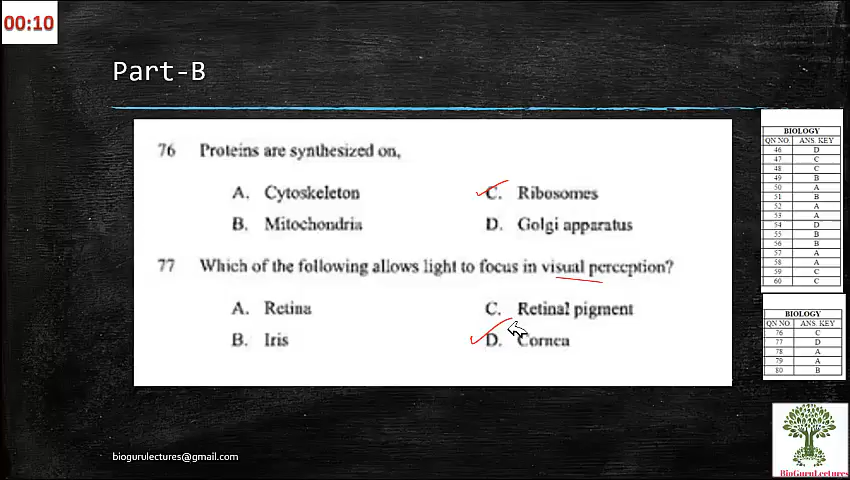 00:10
Part-B
76 Proteins are synthesized on,
A. Cytoskeleton C. Ribosomes
B. Mitochondria D. Golgi apparatus
77 Which of the following allows light to focus in visual perception?
A. Retina C. Retinal pigment
B. Iris D. Cornea
BIOLOGY
QN NO. ANS. KEY
46 D
47 C
48 C
49 B
50 A
51 B
52 A
53 A
54 D
55 B
56 B
57 A
58 A
59 C
60 C
BIOLOGY
QN NO ANS. KEY
76 C
77 D
78 A
79 A
80 B
biogurulectures@gmail.com
BioGuruLectures